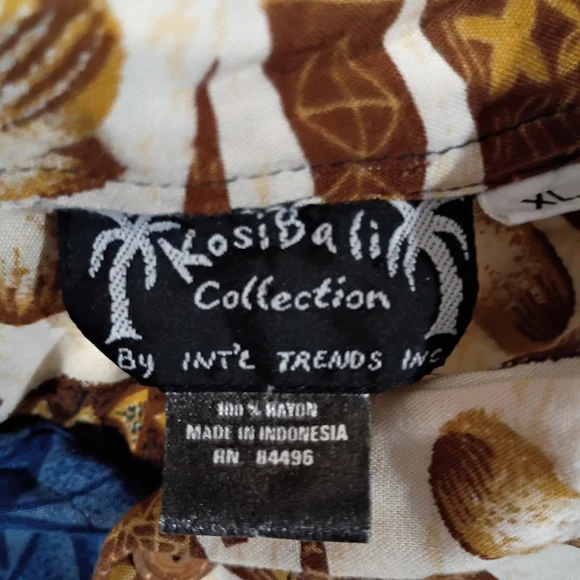 KosiBali
Collection
By INT'L TRENDS INC
XL
100 % RAYON
MADE IN INDONESIA
RN 84496